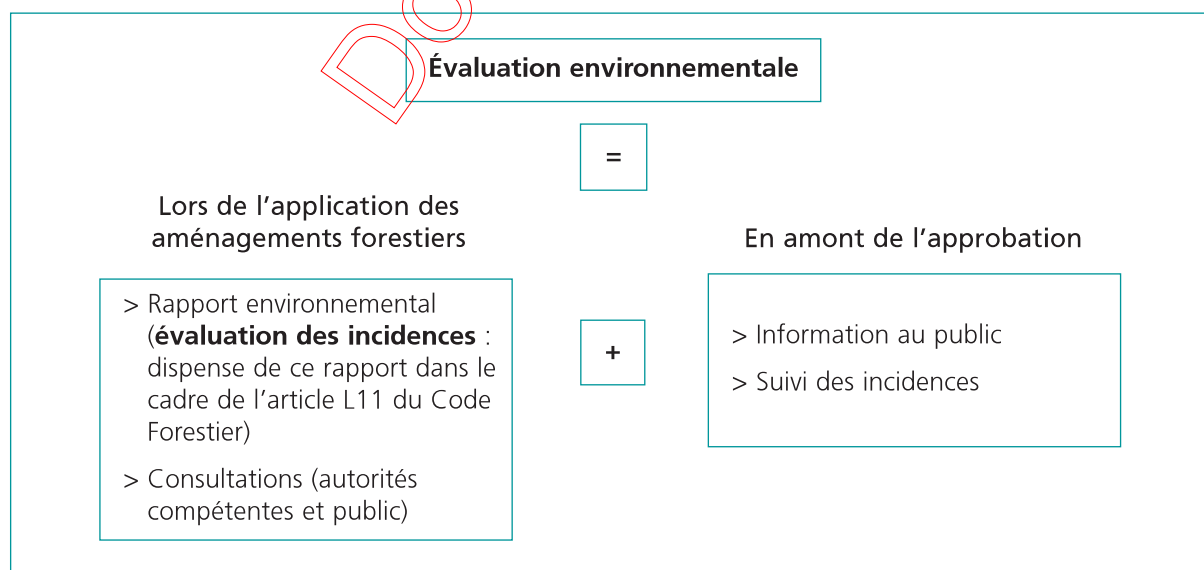 DO
Évaluation environnementale
=
Lors de l’application des
aménagements forestiers
> Rapport environnemental
(évaluation des incidences :
dispense de ce rapport dans le
cadre de l’article L11 du Code
Forestier)
> Consultations (autorités
compétentes et public)
+
En amont de l’approbation
> Information au public
> Suivi des incidences